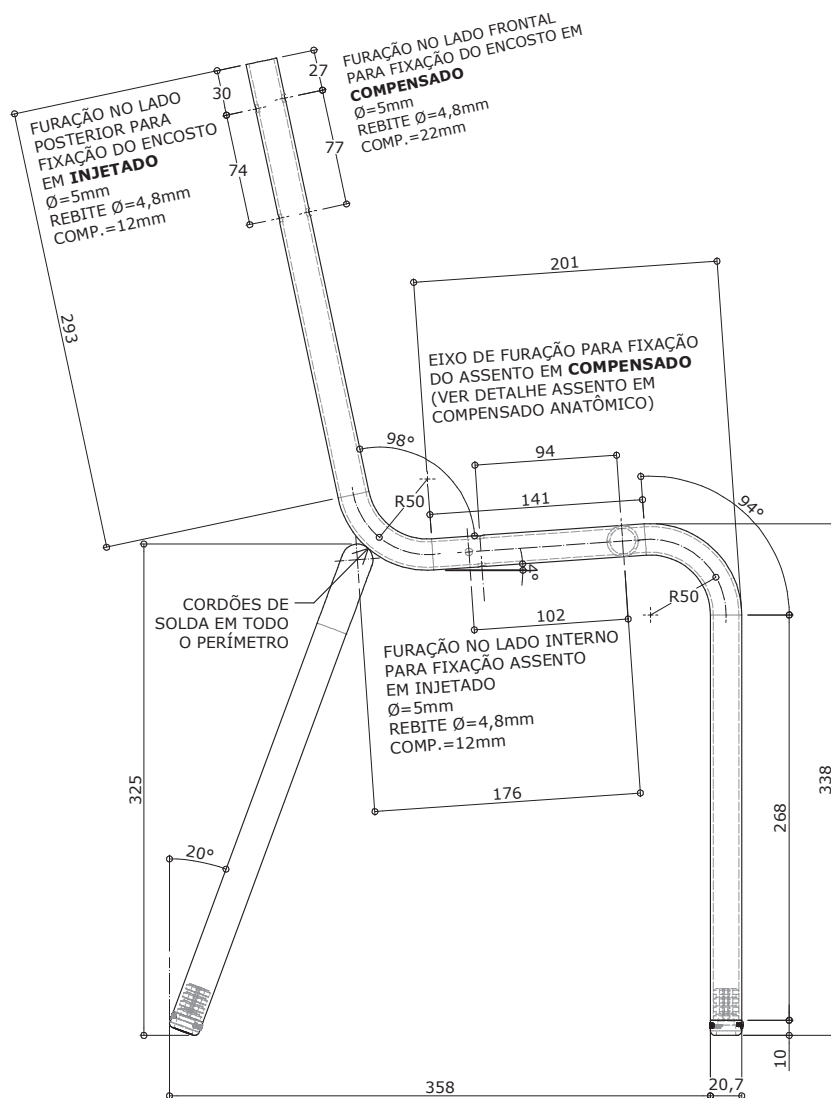 FURAÇÃO NO LADO FRONTAL
PARA FIXAÇÃO DO ENCOSTO EM
COMPENSADO
Ø=5mm
REBITE Ø=4,8mm
COMP.=22mm
27
30
77
74
FURAÇÃO NO LADO
POSTERIOR PARA
FIXAÇÃO DO ENCOSTO
EM INJETADO
Ø=5mm
REBITE Ø=4,8mm
COMP.=12mm
293
201
EIXO DE FURAÇÃO PARA FIXAÇÃO
DO ASSENTO EM COMPENSADO
(VER DETALHE ASSENTO EM
COMPENSADO ANATÔMICO)
98°
94
R50
141
94°
4°
R50
CORDÕES DE
SOLDA EM TODO
O PERÍMETRO
102
FURAÇÃO NO LADO INTERNO
PARA FIXAÇÃO ASSENTO
EM INJETADO
Ø=5mm
REBITE Ø=4,8mm
COMP.=12mm
176
325
338
268
20°
10
358
20,7